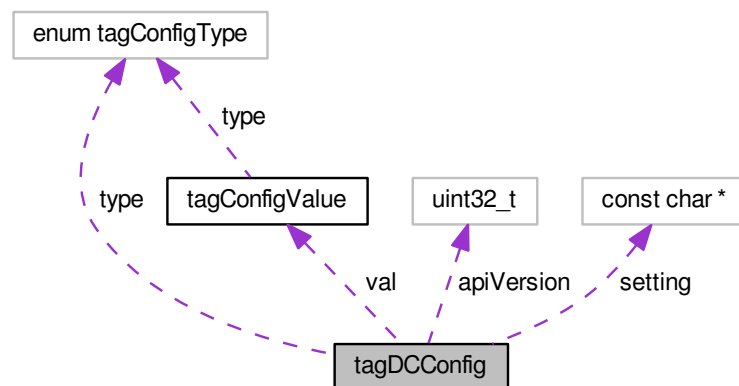 enum tagConfigType
type
tagConfigValue
uint32_t
const char *
type
val
apiVersion
setting
tagDCConfig